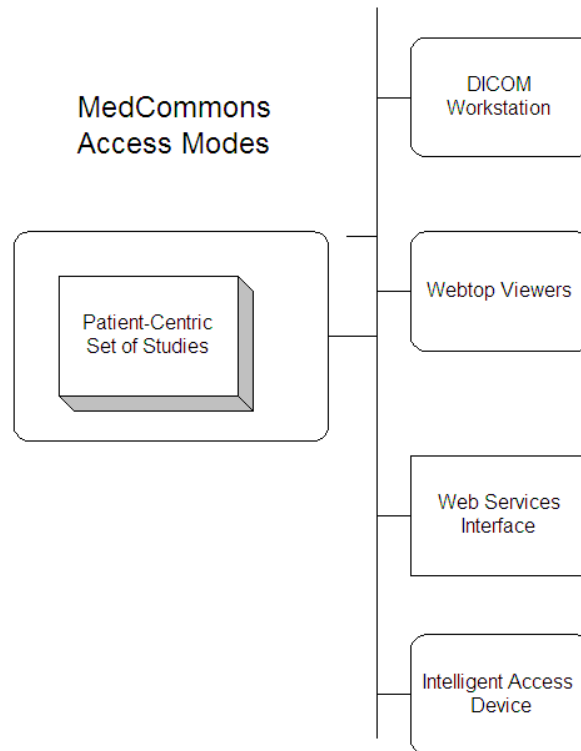 MedCommons
Access Modes
DICOM
Workstation
Patient-Centric
Set of Studies
Webtop Viewers
Web Services
Interface
Intelligent Access
Device